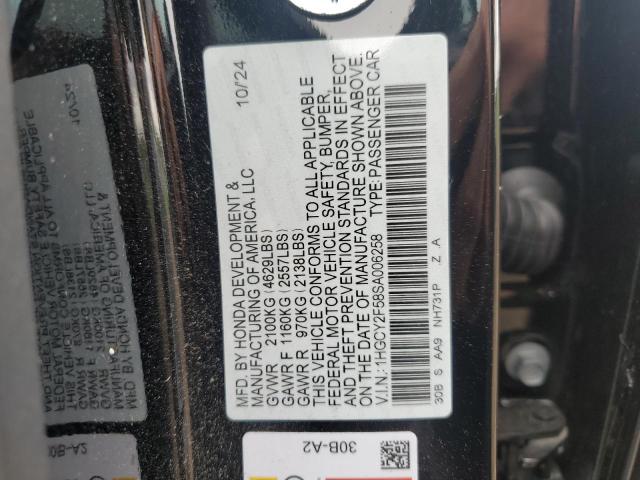 MFD. BY HONDA DEVELOPMENT & 10/24
MANUFACTURING OF AMERICA, LLC
GVWR 2100KG(4629LBS)
GAWR F 1160KG(2557LBS)
GAWR R 970KG(2138LBS)
THIS VEHICLE CONFORMS TO ALL APPLICABLE
FEDERAL MOTOR VEHICLE SAFETY, BUMPER,
AND THEFT PREVENTION STANDARDS IN EFFECT
ON THE DATE OF MANUFACTURE SHOWN ABOVE.
V.I.N.: 1HGCY2F58SA006258 TYPE: PASSENGER CAR
30B S AA9 NH731P . Z . A
30B-A2